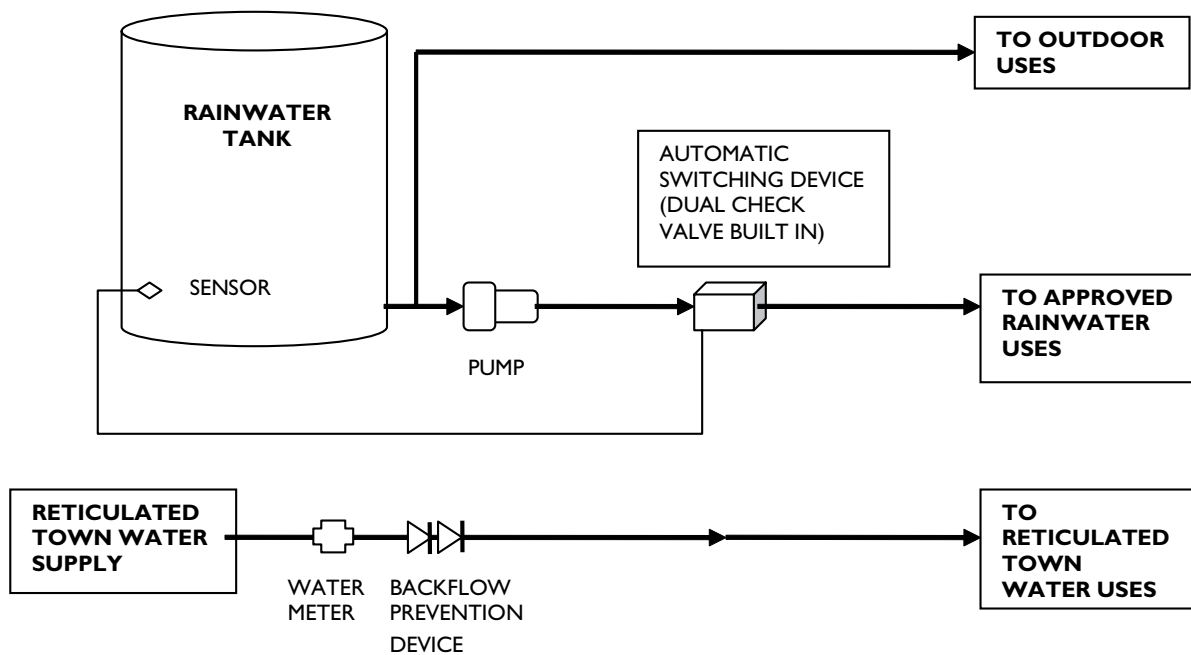 TO OUTDOOR
USES
RAINWATER
TANK
AUTOMATIC
SWITCHING DEVICE
(DUAL CHECK
VALVE BUILT IN)
SENSOR
TO APPROVED
RAINWATER
USES
PUMP
RETICULATED
TOWN WATER
SUPPLY
TO
RETICULATED
TOWN
WATER USES
WATER
METER
BACKFLOW
PREVENTION
DEVICE